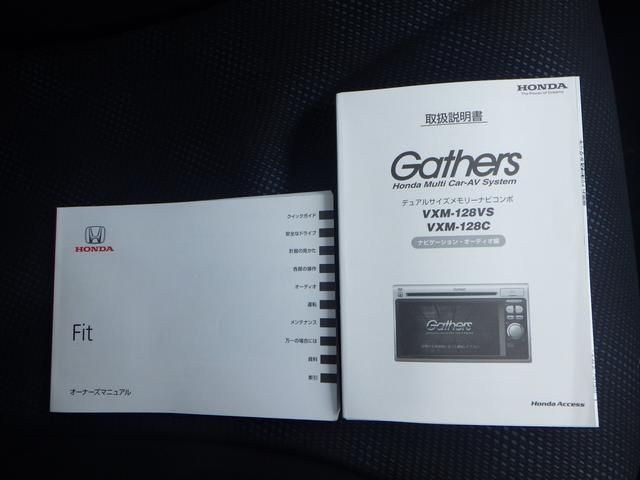 HONDA
Fit
オーナーズマニュアル
クイックガイド
安全なドライブ
計器の見かた
各部の操作
オーディオ
運転
メンテナンス
万一の場合には
資料
索引
HONDA
The Power of Dreams
取扱説明書
Gathers
Honda Multi Car-AV System
デュアルサイズメモリーナビコンポ
VXM-128VS
VXM-128C
ナビゲーション・オーディオ編
Gathers
Honda Access